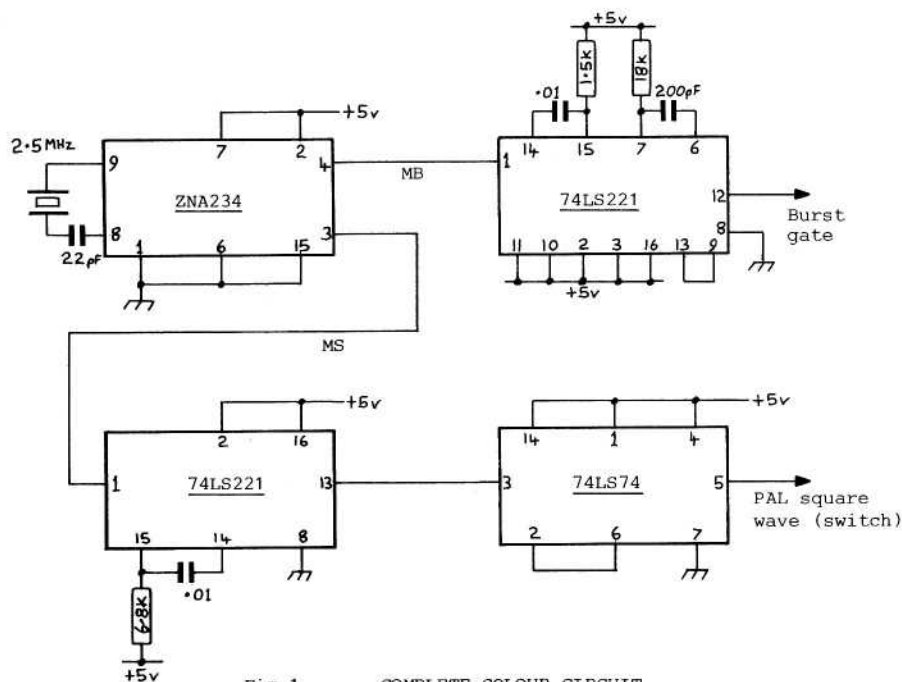 +5v
1.5K
18K
.01
200pF
+5v
2.5MHz
9
7
2
4
14
15
7
6
ZNA234
MB
1
74LS221
12
Burst
gate
8
3
8
22pF
1
6
15
11
10
2
3
16
13
9
+5v
MS
+5v
+5v
2
16
14
1
4
1
74LS221
13
3
74LS74
5
PAL square
wave (switch)
15
14
8
2
6
7
.01
6.8K
+5v